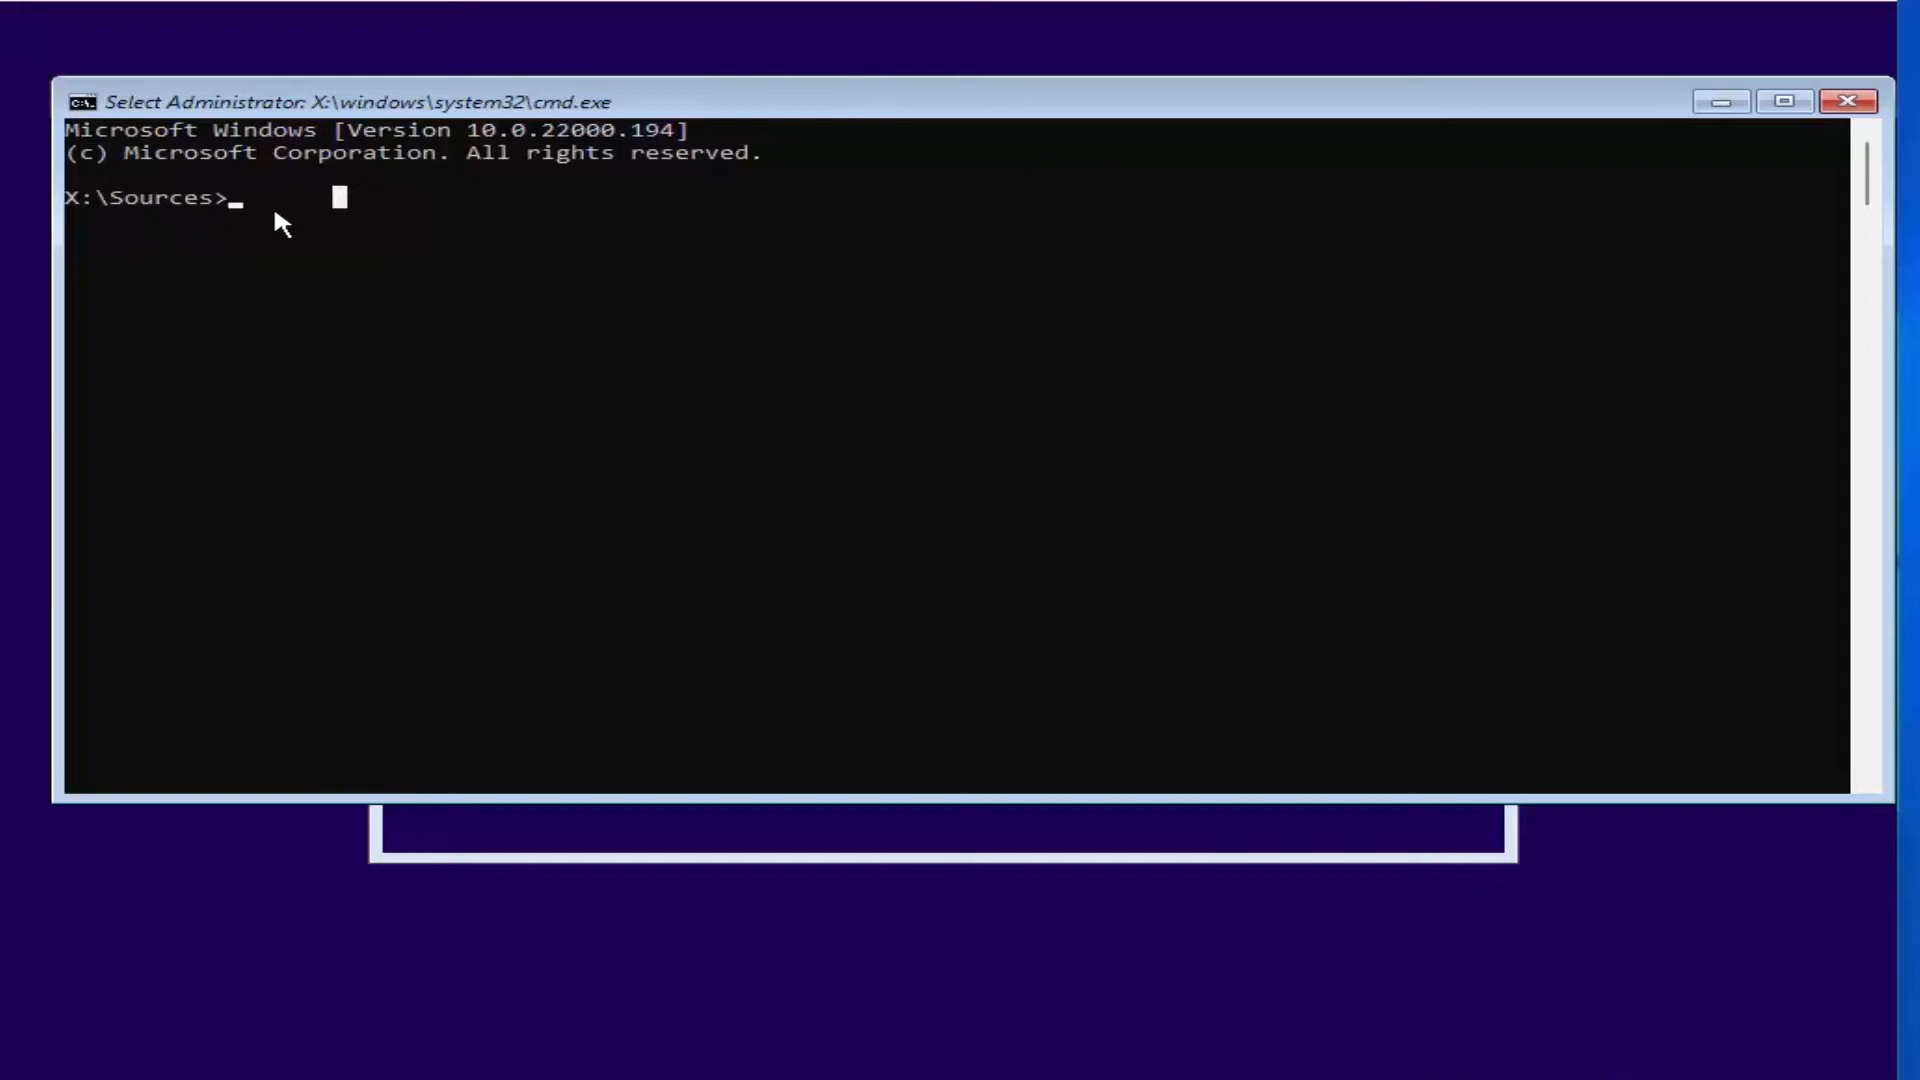 Select Administrator: X:\windows\system32\cmd.exe
Microsoft Windows [Version 10.0.22000.194]
(c) Microsoft Corporation. All rights reserved.
X:\Sources>